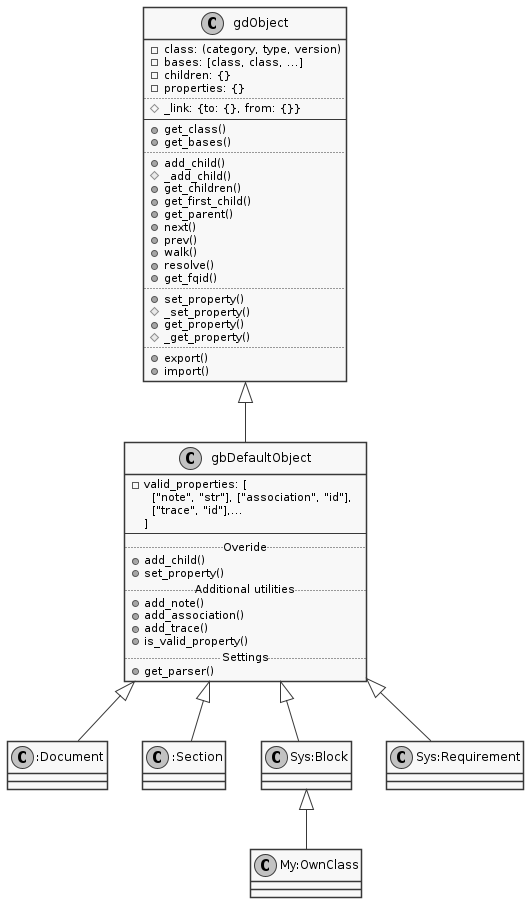 C gdObject
class: (category, type, version)
bases: [class, class, ...]
children: {}
properties: {}
_link: {to: {}, from: {}}
get_class()
get_bases()
add_child()
_add_child()
get_children()
get_first_child()
get_parent()
next()
prev()
walk()
resolve()
get_fqid()
set_property()
_set_property()
get_property()
_get_property()
export()
import()
C gbDefaultObject
valid_properties: [
["note", "str"], ["association", "id"],
["trace", "id"],...
]
Overide
add_child()
set_property()
Additional utilities
add_note()
add_association()
add_trace()
is_valid_property()
Settings
get_parser()
C :Document
C :Section
C Sys:Block
C Sys:Requirement
C My:OwnClass